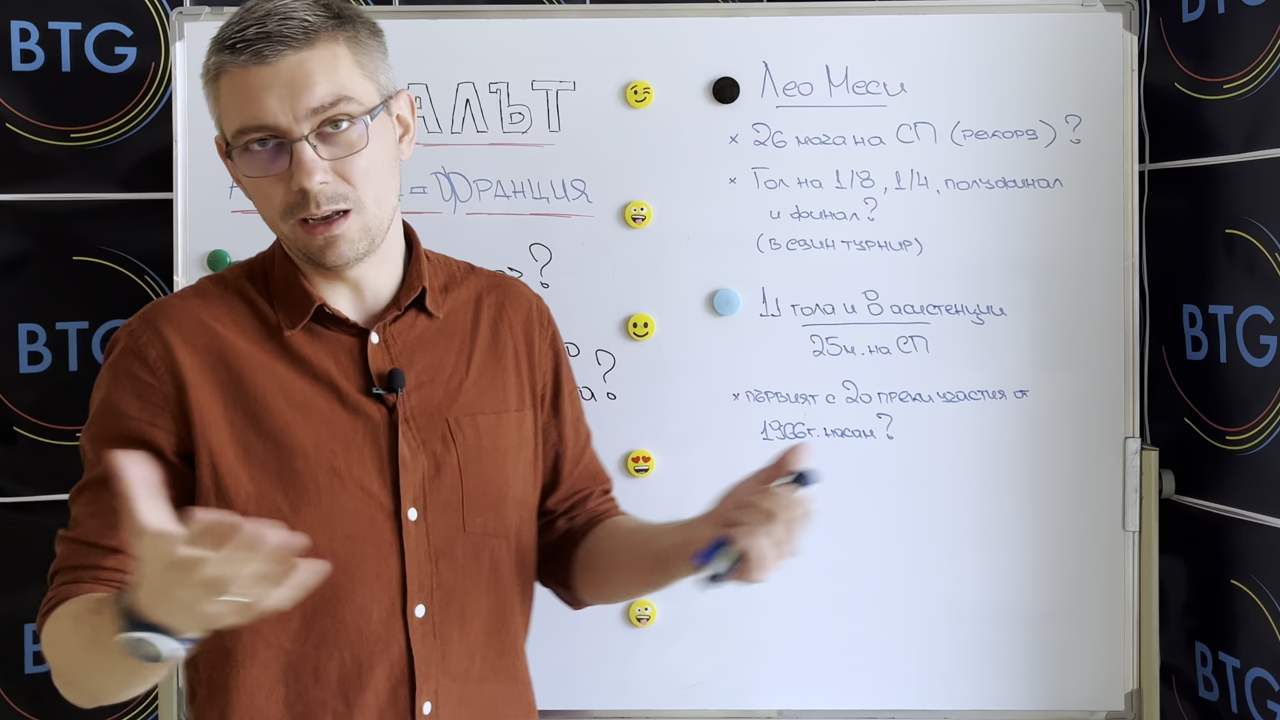 BTG
BTG
BTG
BTG
BTG
АЛЪТ
ФРАНЦИЯ
?
?
Лео Меси
× 26 мача на СП (рекорд) ?
× Гол на 1/8, 1/4, полуфинал
и финал?
(в един турнир)
11 гола и 8 асистенции
25м. на СП
× първият с 20 преки участия от
1966г. насам?